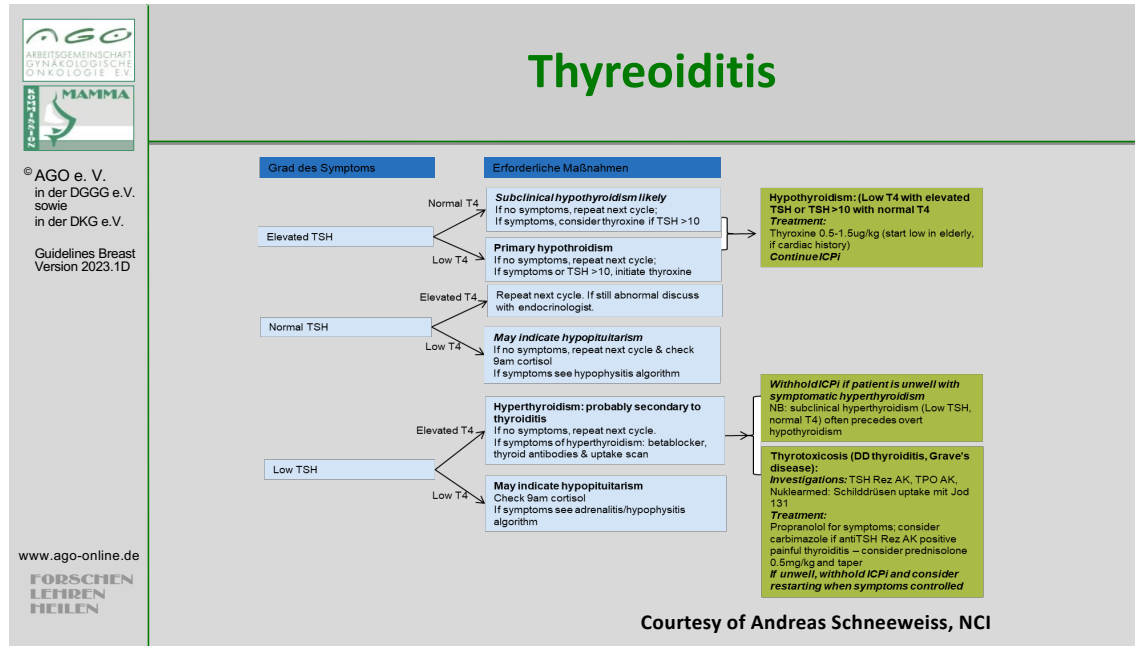 AGO
ARBEITSGEMEINSCHAFT
GYNÄKOLOGISCHE
ONKOLOGIE E.V.
KOMMISSION
MAMMA
© AGO e. V.
in der DGGG e.V.
sowie
in der DKG e.V.
Guidelines Breast
Version 2023.1D
www.ago-online.de
FORSCHEN
LEHREN
HEILEN
Thyreoiditis
Grad des Symptoms
Erforderliche Maßnahmen
Elevated TSH
Normal T4
Subclinical hypothyroidism likely
If no symptoms, repeat next cycle;
If symptoms, consider thyroxine if TSH >10
Low T4
Primary hypothroidism
If no symptoms, repeat next cycle;
If symptoms or TSH >10, initiate thyroxine
Hypothyroidism: (Low T4 with elevated
TSH or TSH >10 with normal T4
Treatment:
Thyroxine 0.5-1.5ug/kg (start low in elderly,
if cardiac history)
Continue ICPi
Normal TSH
Elevated T4
Repeat next cycle. If still abnormal discuss
with endocrinologist.
Low T4
May indicate hypopituitarism
If no symptoms, repeat next cycle & check
9am cortisol
If symptoms see hypophysitis algorithm
Low TSH
Elevated T4
Hyperthyroidism: probably secondary to
thyroiditis
If no symptoms, repeat next cycle.
If symptoms of hyperthyroidism: betablocker,
thyroid antibodies & uptake scan
Low T4
May indicate hypopituitarism
Check 9am cortisol
If symptoms see adrenalitis/hypophysitis
algorithm
Withhold ICPi if patient is unwell with
symptomatic hyperthyroidism
NB: subclinical hyperthyroidism (Low TSH,
normal T4) often precedes overt
hypothyroidism
Thyrotoxicosis (DD thyroiditis, Grave's
disease):
Investigations: TSH Rez AK, TPO AK,
Nuklearmed: Schilddrüsen uptake mit Jod
131
Treatment:
Propranolol for symptoms; consider
carbimazole if antiTSH Rez AK positive
painful thyroiditis – consider prednisolone
0.5mg/kg and taper
If unwell, withhold ICPi and consider
restarting when symptoms controlled
Courtesy of Andreas Schneeweiss, NCI